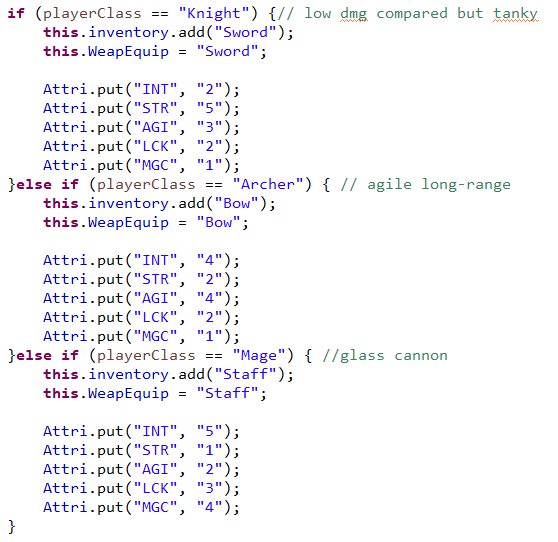 if (playerClass == "Knight") {// low dmg compared but tanky
    this.inventory.add("Sword");
    this.WeapEquip = "Sword";

    Attri.put("INT", "2");
    Attri.put("STR", "5");
    Attri.put("AGI", "3");
    Attri.put("LCK", "2");
    Attri.put("MGC", "1");
}else if (playerClass == "Archer") { // agile long-range
    this.inventory.add("Bow");
    this.WeapEquip = "Bow";

    Attri.put("INT", "4");
    Attri.put("STR", "2");
    Attri.put("AGI", "4");
    Attri.put("LCK", "2");
    Attri.put("MGC", "1");
}else if (playerClass == "Mage") { //glass cannon
    this.inventory.add("Staff");
    this.WeapEquip = "Staff";

    Attri.put("INT", "5");
    Attri.put("STR", "1");
    Attri.put("AGI", "2");
    Attri.put("LCK", "3");
    Attri.put("MGC", "4");
}